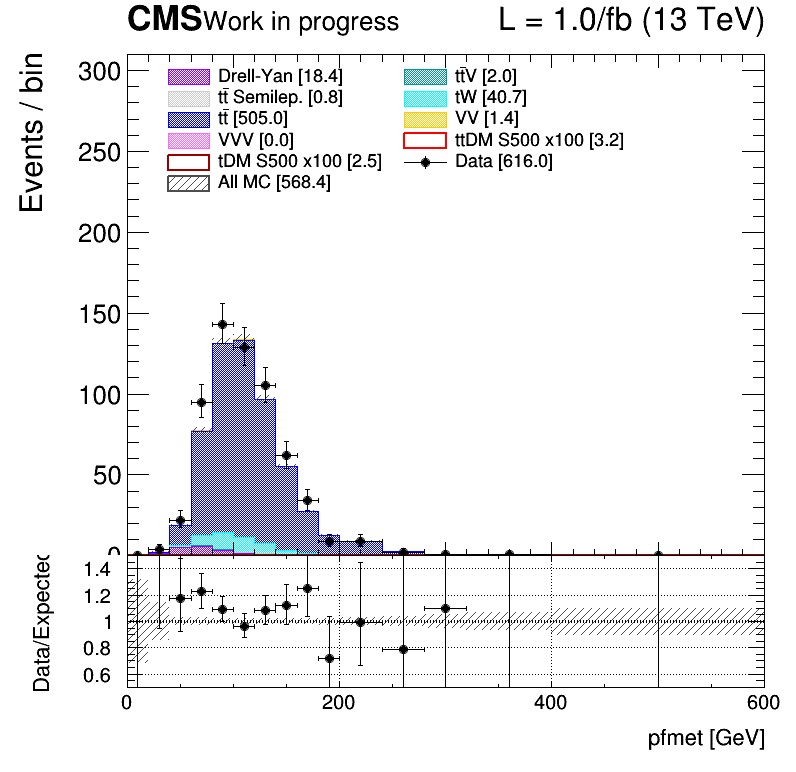 CMS Work in progress L = 1.0/fb (13 TeV)
Events / bin
300
250
200
150
100
50
0
Drell-Yan [18.4] tt̄V [2.0]
tt̄ Semilep. [0.8] tW [40.7]
tt̄ [505.0] VV [1.4]
VVV [0.0] ttDM S500 x100 [3.2]
tDM S500 x100 [2.5] Data [616.0]
All MC [568.4]
Data/Expected
1.4
1.2
1
0.8
0.6
0 200 400 600
pfmet [GeV]